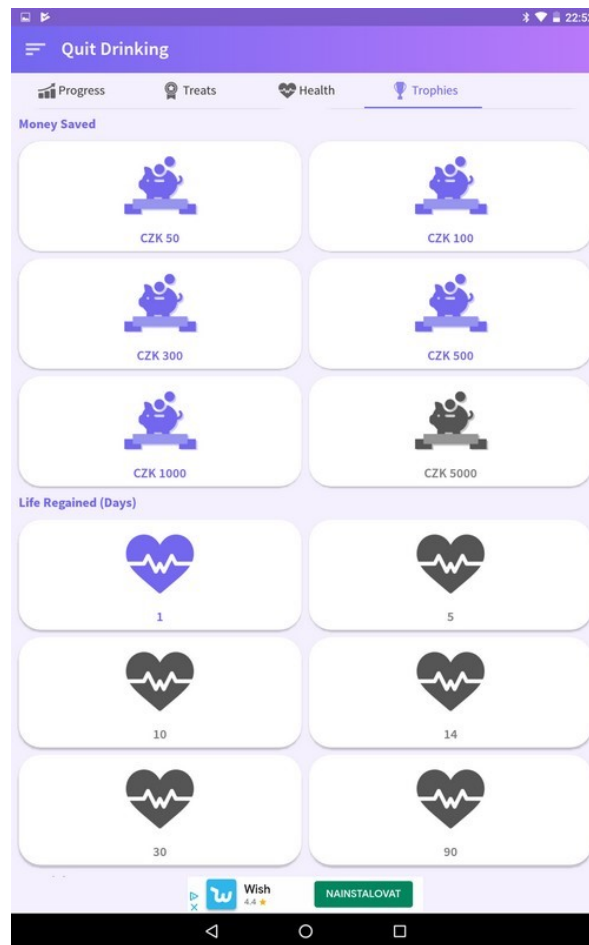 22:52
Quit Drinking
Progress Treats Health Trophies
Money Saved
CZK 50 CZK 100
CZK 300 CZK 500
CZK 1000 CZK 5000
Life Regained (Days)
1 5
10 14
30 90
Wish
4.4 ★
NAINSTALOVAT